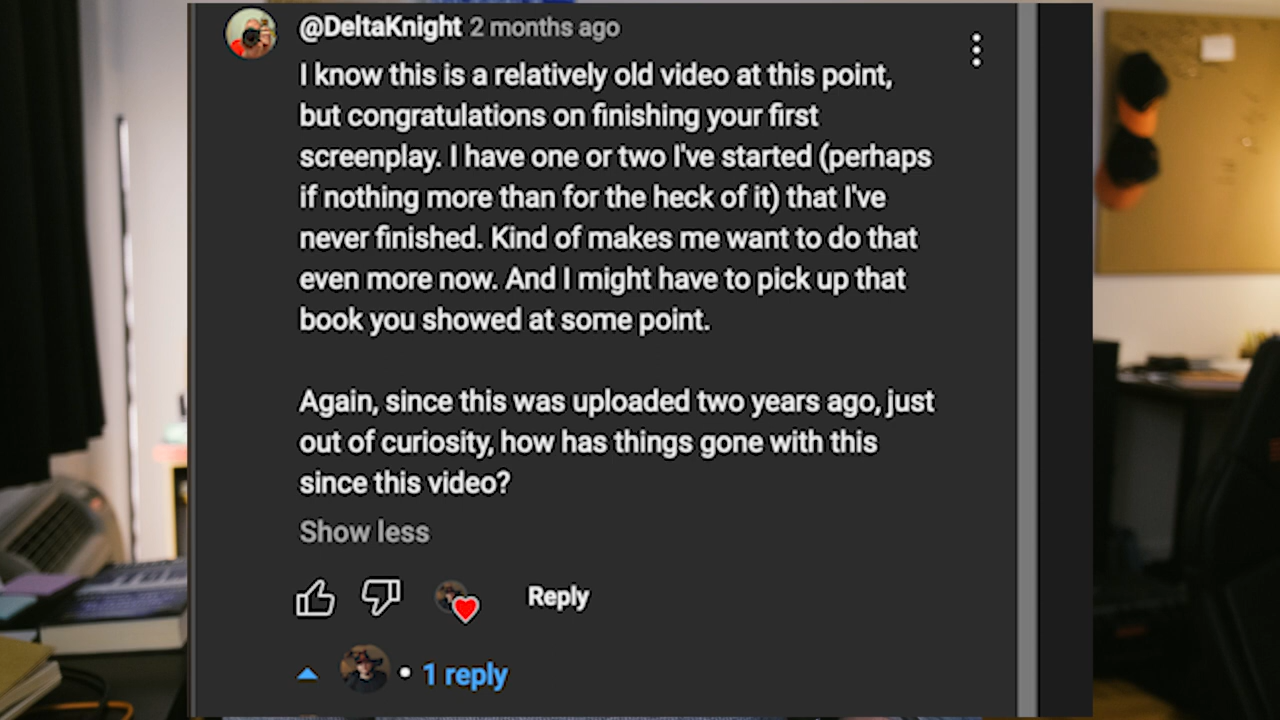 @DeltaKnight 2 months ago
I know this is a relatively old video at this point,
but congratulations on finishing your first
screenplay. I have one or two I've started (perhaps
if nothing more than for the heck of it) that I've
never finished. Kind of makes me want to do that
even more now. And I might have to pick up that
book you showed at some point.

Again, since this was uploaded two years ago, just
out of curiosity, how has things gone with this
since this video?
Show less
Reply
• 1 reply